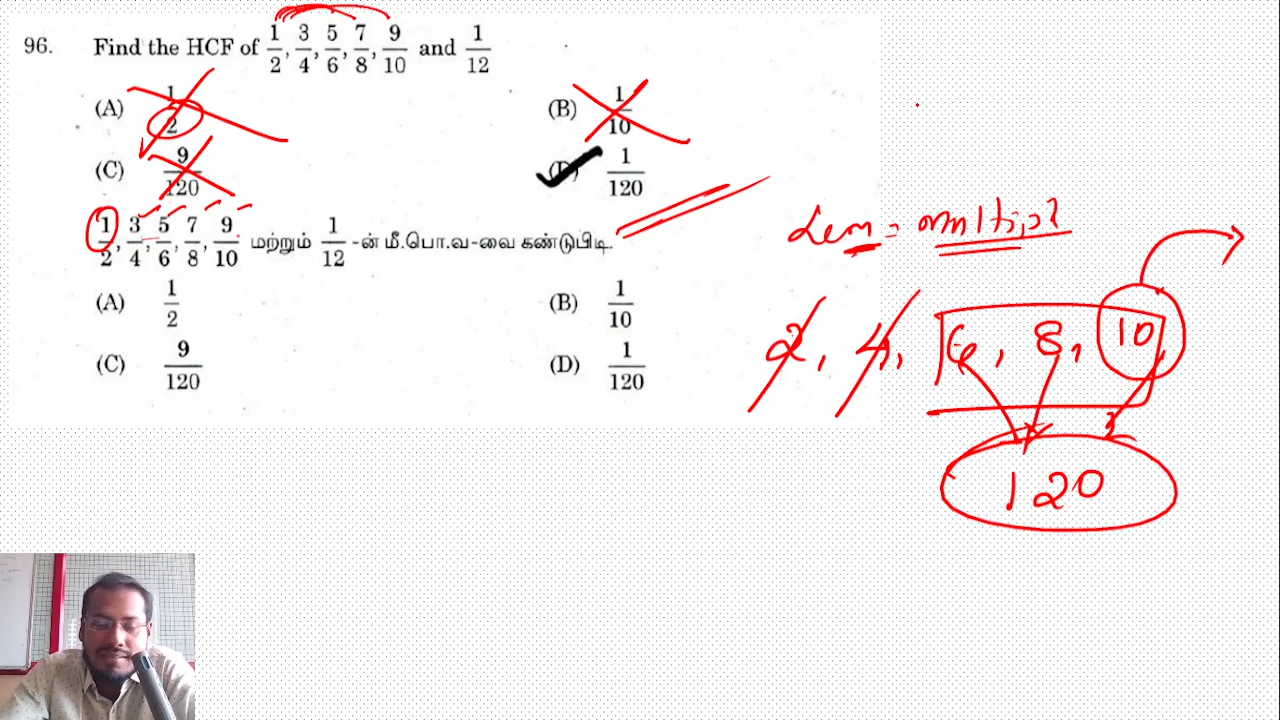 96. Find the HCF of 1/2, 3/4, 5/6, 7/8, 9/10 and 1/12
(A) 1/2 (B) 1/10
(C) 9/120 (D) 1/120
1/2, 3/4, 5/6, 7/8, 9/10 மற்றும் 1/12 -ன் மீ.பொ.வ-வை கண்டுபிடி.
(A) 1/2 (B) 1/10
(C) 9/120 (D) 1/120
Lcm =
2, 4, 6, 8, 10
120